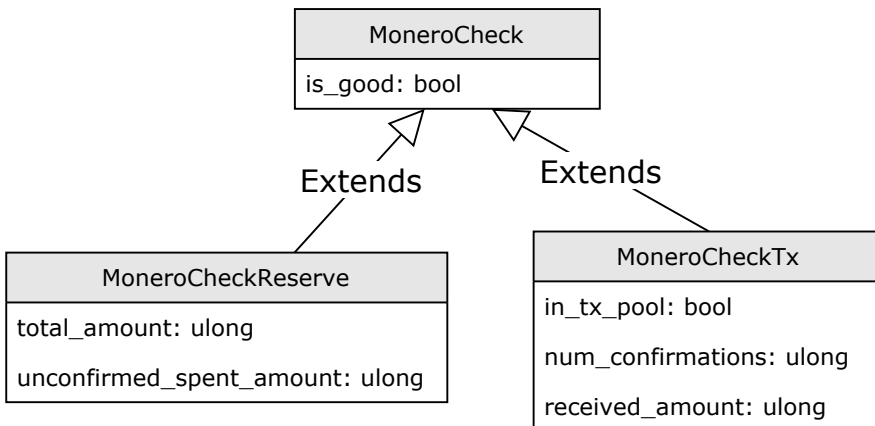 MoneroCheck
is_good: bool
Extends
Extends
MoneroCheckReserve
total_amount: ulong
unconfirmed_spent_amount: ulong
MoneroCheckTx
in_tx_pool: bool
num_confirmations: ulong
received_amount: ulong